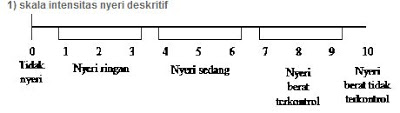 1) skala intensitas nyeri deskritif
0 1 2 3 4 5 6 7 8 9 10
Tidak nyeri
Nyeri ringan
Nyeri sedang
Nyeri berat terkontrol
Nyeri berat tidak terkontrol